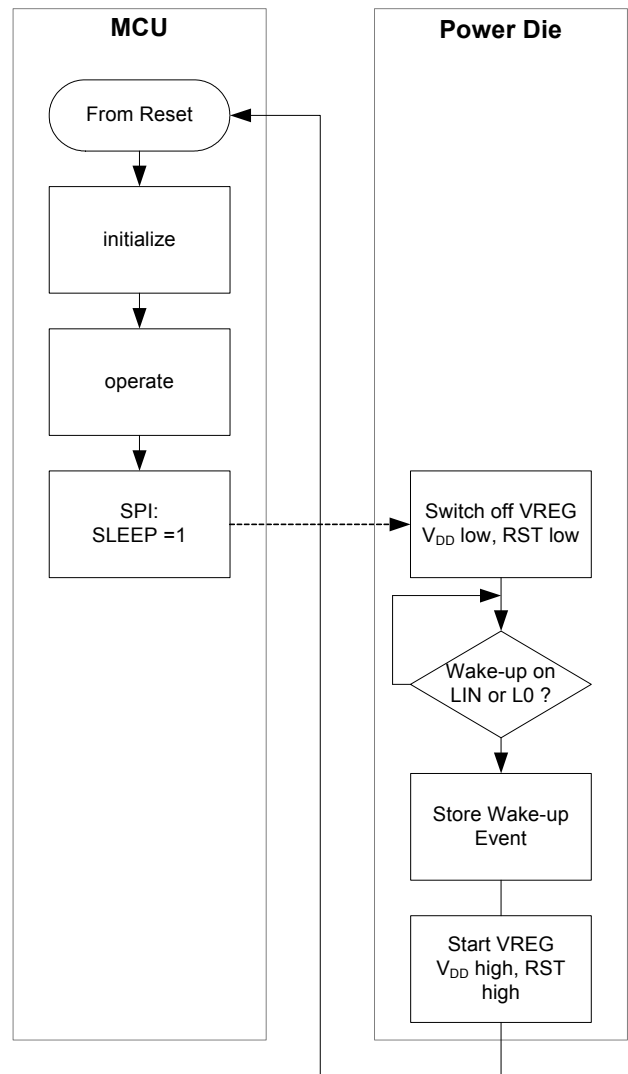 MCU
From Reset
initialize
operate
SPI:
SLEEP =1
Power Die
Switch off VREG
VDD low, RST low
Wake-up on
LIN or L0 ?
Store Wake-up
Event
Start VREG
VDD high, RST
high